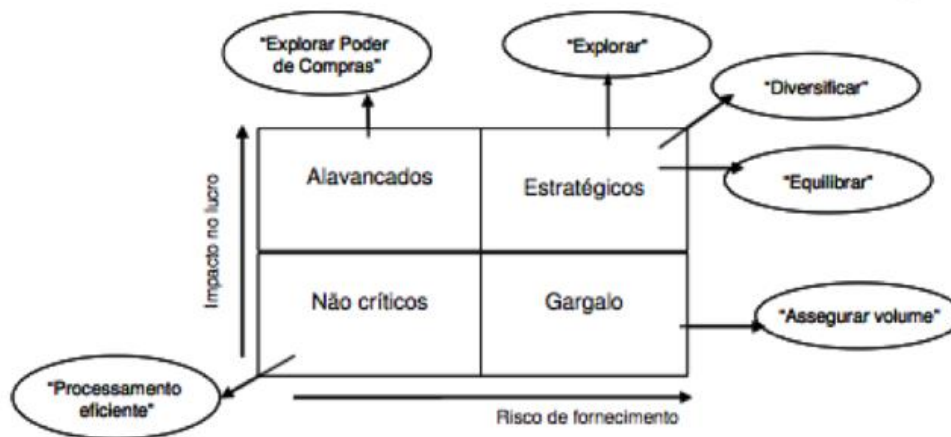 "Explorar Poder
de Compras"
"Explorar"
"Diversificar"
"Equilibrar"
Alavancados
Estratégicos
Impacto no lucro
Não críticos
Gargalo
"Assegurar volume"
"Processamento
eficiente"
Risco de fornecimento